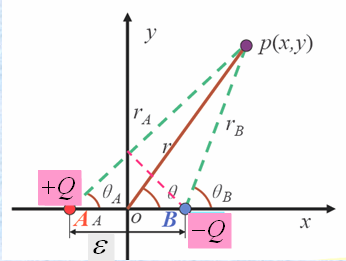 y
p(x,y)
r_A
r
r_B
+Q
θ_A
θ
θ_B
A
A
o
B
x
ε
−Q